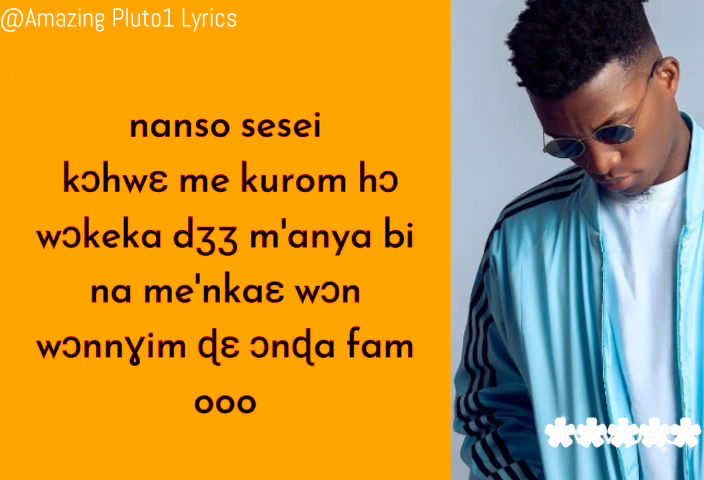 @Amazing Pluto1 Lyrics
nanso sesei
kɔhwɛ me kurom hɔ
wɔkeka dʒʒ m'anya bi
na me'nkaɛ wɔn
wɔnnɣim ɖɛ ɔnɖa fam
ooo